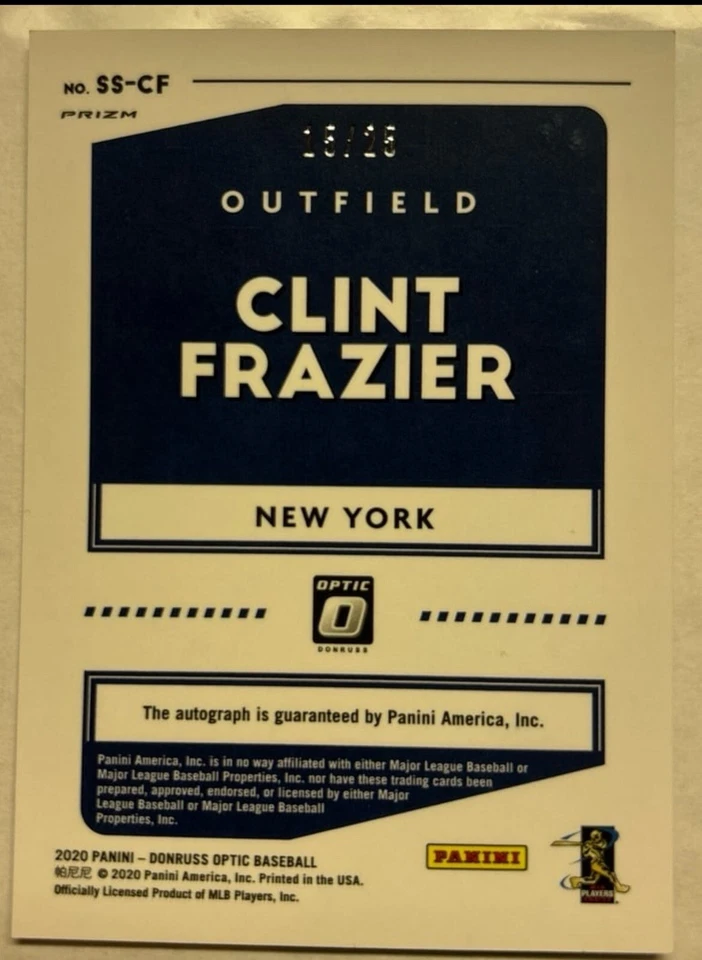 NO. SS-CF
PRIZM
15/25
OUTFIELD
CLINT
FRAZIER
NEW YORK
OPTIC
O
DONRUSS
The autograph is guaranteed by Panini America, Inc.
Panini America, Inc. is in no way affiliated with either Major League Baseball or
Major League Baseball Properties, Inc. nor have these trading cards been
prepared, approved, endorsed, or licensed by either Major
League Baseball or Major League Baseball
Properties, Inc.
2020 PANINI – DONRUSS OPTIC BASEBALL
帕尼尼 © 2020 Panini America, Inc. Printed in the USA.
Officially Licensed Product of MLB Players, Inc.
PANINI
PLAYERS